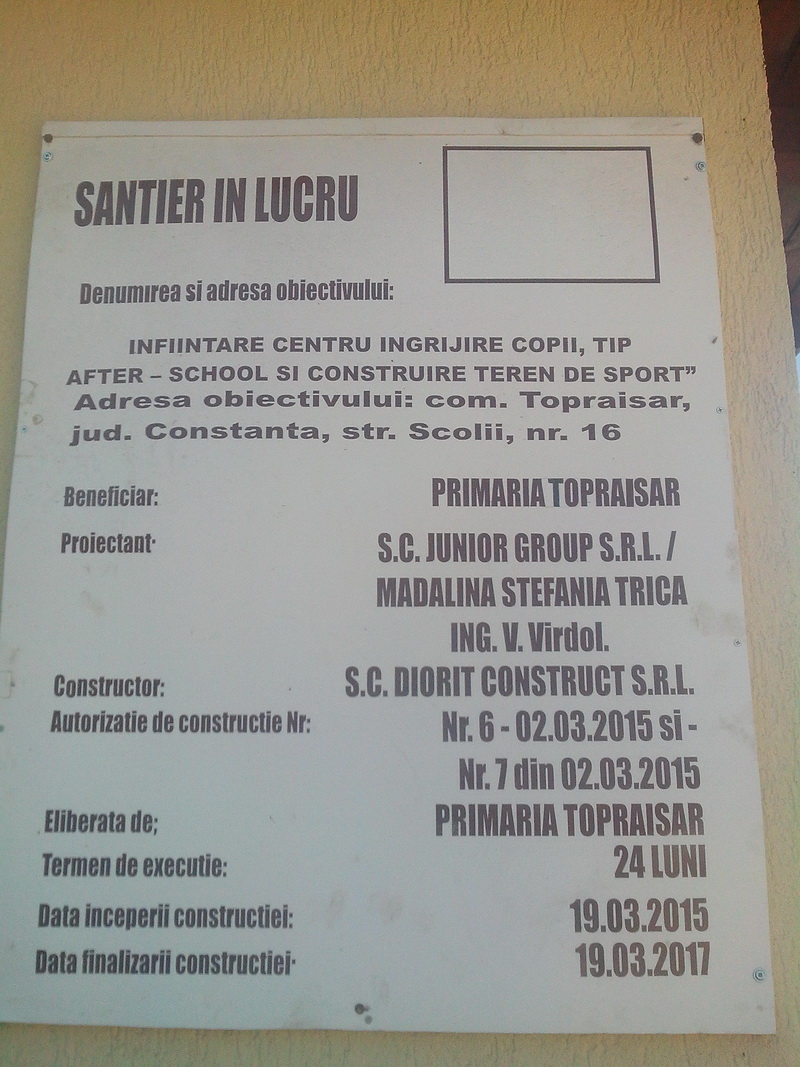 SANTIER IN LUCRU
Denumirea si adresa obiectivului:
INFIINTARE CENTRU INGRIJIRE COPII, TIP
AFTER – SCHOOL SI CONSTRUIRE TEREN DE SPORT”
Adresa obiectivului: com. Topraisar,
jud. Constanta, str. Scolii, nr. 16
Beneficiar: PRIMARIA TOPRAISAR
Proiectant: S.C. JUNIOR GROUP S.R.L. /
MADALINA STEFANIA TRICA
ING. V. Virdol.
Constructor: S.C. DIORIT CONSTRUCT S.R.L.
Autorizatie de constructie Nr: Nr. 6 - 02.03.2015 si -
Nr. 7 din 02.03.2015
Eliberata de; PRIMARIA TOPRAISAR
Termen de executie: 24 LUNI
Data inceperii constructiei: 19.03.2015
Data finalizarii constructiei: 19.03.2017